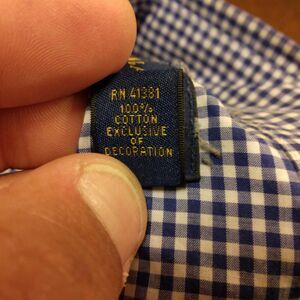 RN 41381
100%
COTTON
EXCLUSIVE
OF
DECORATION